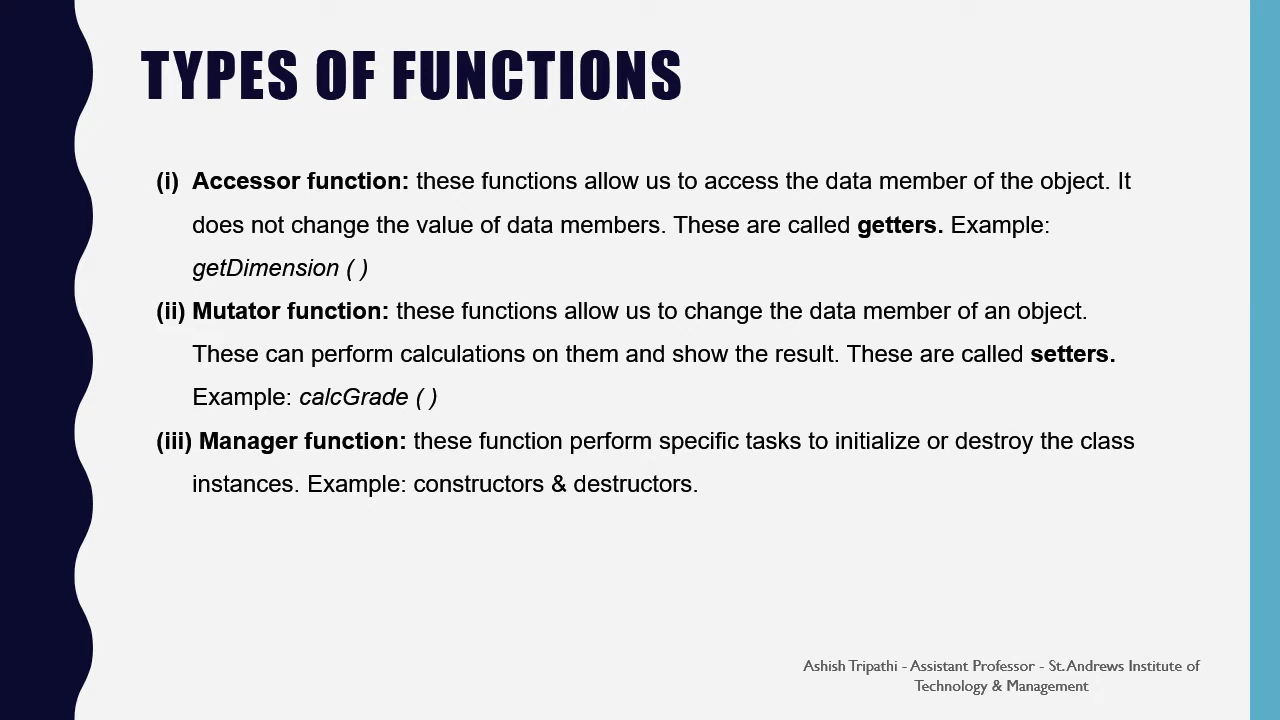 TYPES OF FUNCTIONS
(i) Accessor function: these functions allow us to access the data member of the object. It
does not change the value of data members. These are called getters. Example:
getDimension ( )
(ii) Mutator function: these functions allow us to change the data member of an object.
These can perform calculations on them and show the result. These are called setters.
Example: calcGrade ( )
(iii) Manager function: these function perform specific tasks to initialize or destroy the class
instances. Example: constructors & destructors.
Ashish Tripathi - Assistant Professor - St. Andrews Institute of
Technology & Management